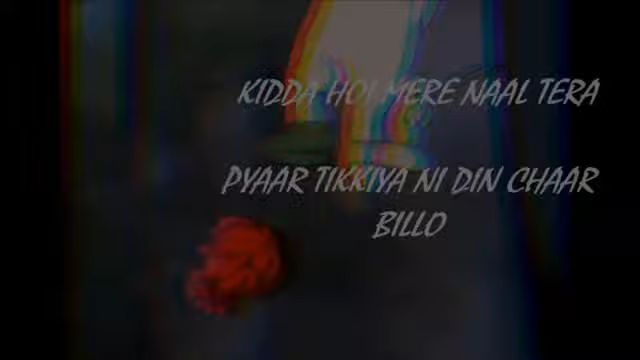 KIDDA HOI MERE NAAL TERA
PYAAR TIKKIYA NI DIN CHAAR
BILLO